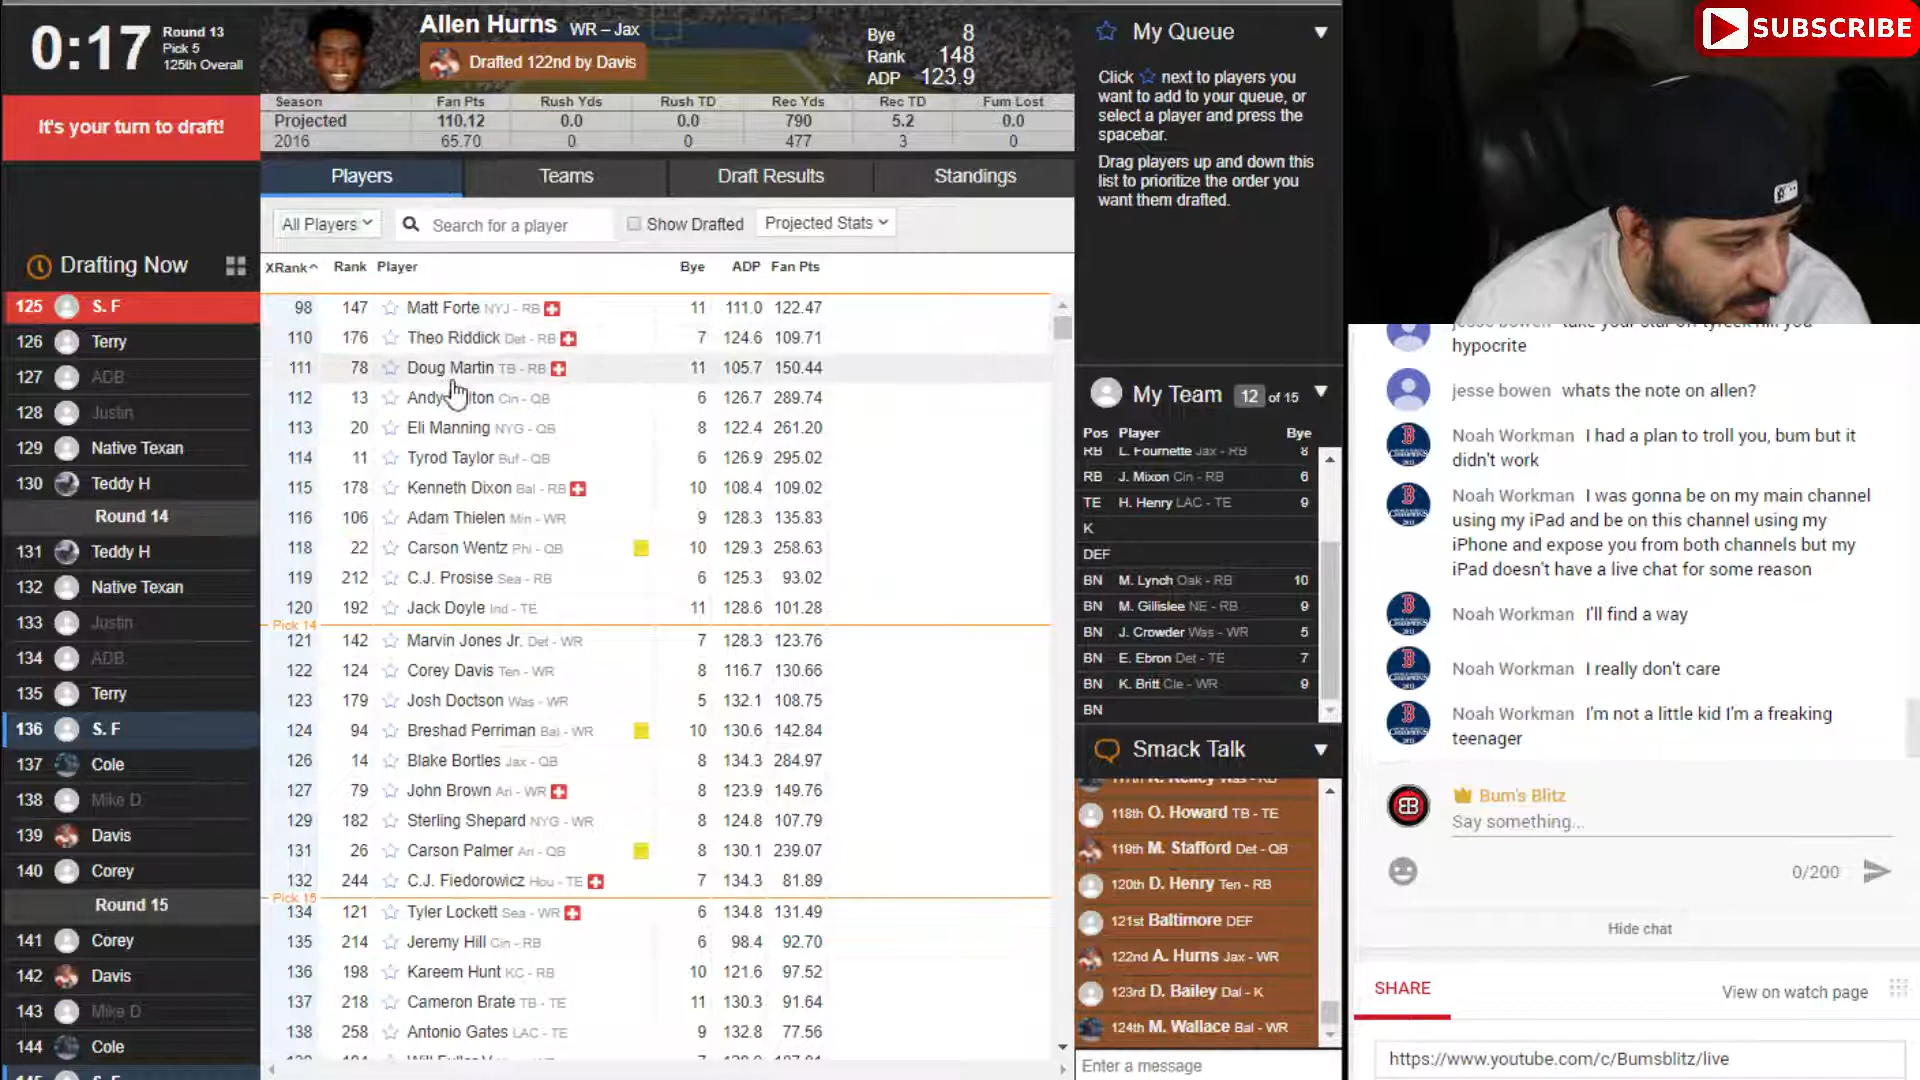 0:17
Round 13
Pick 5
125th Overall
It's your turn to draft!
Drafting Now
125 S. F
126 Terry
127 ADB
128 Justin
129 Native Texan
130 Teddy H
Round 14
131 Teddy H
132 Native Texan
133 Justin
134 ADB
135 Terry
136 S. F
137 Cole
138 Mike D
139 Davis
140 Corey
Round 15
141 Corey
142 Davis
143 Mike D
144 Cole
Allen Hurns WR – Jax
Drafted 122nd by Davis
Bye 8
Rank 148
ADP 123.9
Season Fan Pts Rush Yds Rush TD Rec Yds Rec TD Fum Lost
Projected 110.12 0.0 0.0 790 5.2 0.0
2016 65.70 0 0 477 3 0
Players Teams Draft Results Standings
All Players Search for a player Show Drafted Projected Stats
XRank Rank Player Bye ADP Fan Pts
98 147 Matt Forte NYJ - RB 11 111.0 122.47
110 176 Theo Riddick Det - RB 7 124.6 109.71
111 78 Doug Martin TB - RB 11 105.7 150.44
112 13 Cin - QB 6 126.7 289.74
113 20 Eli Manning NYG - QB 8 122.4 261.20
114 11 Tyrod Taylor Buf - QB 6 126.9 295.02
115 178 Kenneth Dixon Bal - RB 10 108.4 109.02
116 106 Adam Thielen Min - WR 9 128.3 135.83
118 22 Carson Wentz Phi - QB 10 129.3 258.63
119 212 C.J. Prosise Sea - RB 6 125.3 93.02
120 192 Jack Doyle Ind - TE 11 128.6 101.28
Pick 14
121 142 Marvin Jones Jr. Det - WR 7 128.3 123.76
122 124 Corey Davis Ten - WR 8 116.7 130.66
123 179 Josh Doctson Was - WR 5 132.1 108.75
124 94 Breshad Perriman Bal - WR 10 130.6 142.84
126 14 Blake Bortles Jax - QB 8 134.3 284.97
127 79 John Brown Ari - WR 8 123.9 149.76
129 182 Sterling Shepard NYG - WR 8 124.8 107.79
131 26 Carson Palmer Ari - QB 8 130.1 239.07
132 244 C.J. Fiedorowicz Hou - TE 7 134.3 81.89
Pick 15
134 121 Tyler Lockett Sea - WR 6 134.8 131.49
135 214 Jeremy Hill Cin - RB 6 98.4 92.70
136 198 Kareem Hunt KC - RB 10 121.6 97.52
137 218 Cameron Brate TB - TE 11 130.3 91.64
138 258 Antonio Gates LAC - TE 9 132.8 77.56
My Queue
Click next to players you
want to add to your queue, or
select a player and press the
spacebar.
Drag players up and down this
list to prioritize the order you
want them drafted.
My Team 12 of 15
Pos Player Bye
RB L. Fournette Jax - RB 8
RB J. Mixon Cin - RB 6
TE H. Henry LAC - TE 9
K
DEF
BN M. Lynch Oak - RB 10
BN M. Gillislee NE - RB 9
BN J. Crowder Was - WR 5
BN E. Ebron Det - TE 7
BN K. Britt Cle - WR 9
BN
Smack Talk
118th O. Howard TB - TE
119th M. Stafford Det - QB
120th D. Henry Ten - RB
121st Baltimore DEF
122nd A. Hurns Jax - WR
123rd D. Bailey Dal - K
124th M. Wallace Bal - WR
Enter a message
SUBSCRIBE
hypocrite
jesse bowen whats the note on allen?
Noah Workman I had a plan to troll you, bum but it
didn't work
Noah Workman I was gonna be on my main channel
using my iPad and be on this channel using my
iPhone and expose you from both channels but my
iPad doesn't have a live chat for some reason
Noah Workman I'll find a way
Noah Workman I really don't care
Noah Workman I'm not a little kid I'm a freaking
teenager
Bum's Blitz
Say something...
0/200
Hide chat
SHARE
View on watch page
https://www.youtube.com/c/Bumsblitz/live